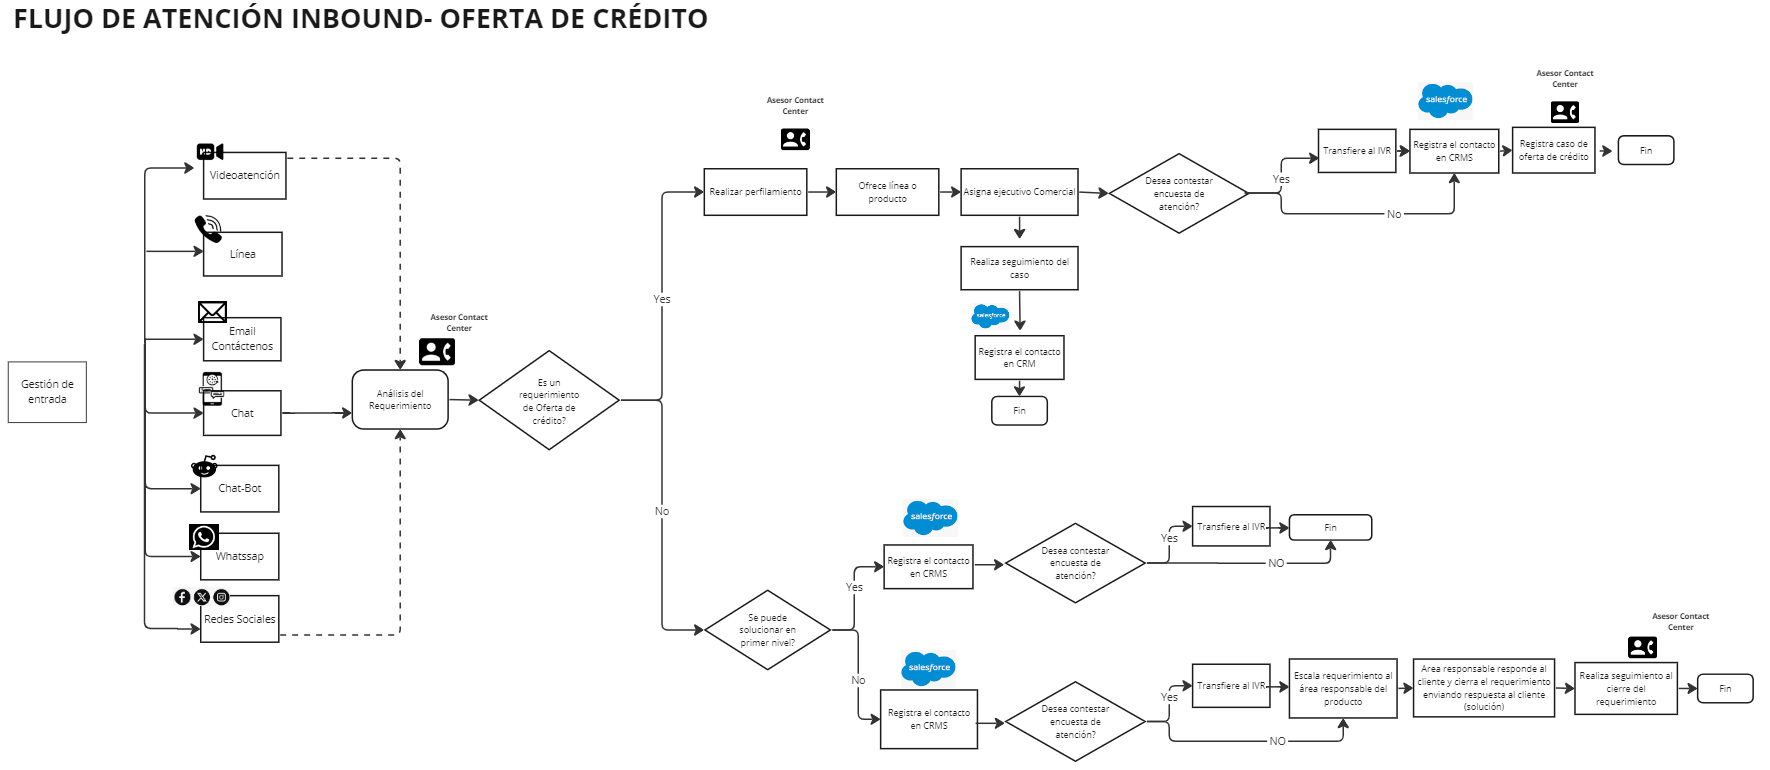 FLUJO DE ATENCIÓN INBOUND- OFERTA DE CRÉDITO
Gestión de
entrada
HD
Videoatención
Línea
Email
Contáctenos
Chat
Chat-Bot
Whatssap
Redes Sociales
Asesor Contact
Center
Análisis del
Requerimiento
Es un
requerimiento
de Oferta de
crédito?
Yes
No
Asesor Contact
Center
Realizar perfilamiento
Ofrece línea o
producto
Asigna ejecutivo Comercial
Realiza seguimiento del
caso
salesforce
Registra el contacto
en CRM
Fin
Desea contestar
encuesta de
atención?
Yes
No
Transfiere al IVR
salesforce
Registra el contacto
en CRMS
Asesor Contact
Center
Registra caso de
oferta de crédito
Fin
Se puede
solucionar en
primer nivel?
Yes
No
salesforce
Registra el contacto
en CRMS
Desea contestar
encuesta de
atención?
Yes
NO
Transfiere al IVR
Fin
salesforce
Registra el contacto
en CRMS
Desea contestar
encuesta de
atención?
Yes
NO
Transfiere al IVR
Escala requerimiento al
área responsable del
producto
Area responsable responde al
cliente y cierra el requerimiento
enviando respuesta al cliente
(solución)
Asesor Contact
Center
Realiza seguimiento al
cierre del
requerimiento
Fin